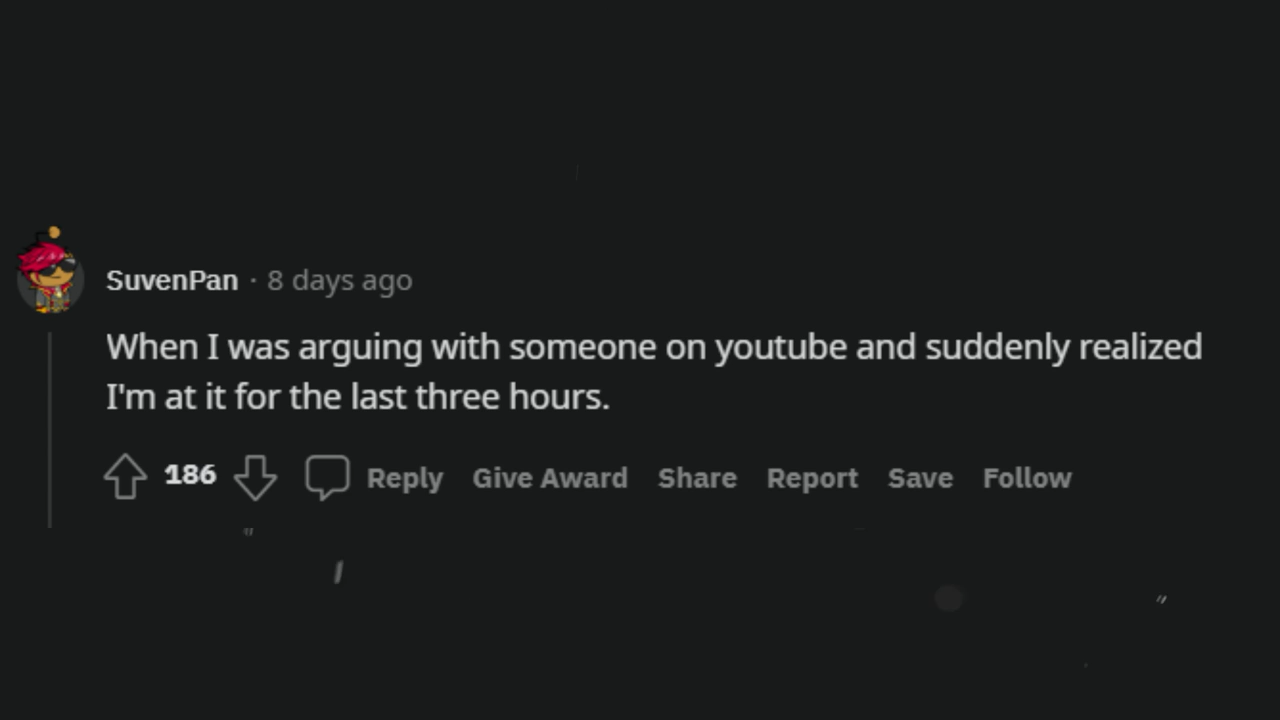 SuvenPan · 8 days ago
When I was arguing with someone on youtube and suddenly realized
I'm at it for the last three hours.
186 Reply Give Award Share Report Save Follow